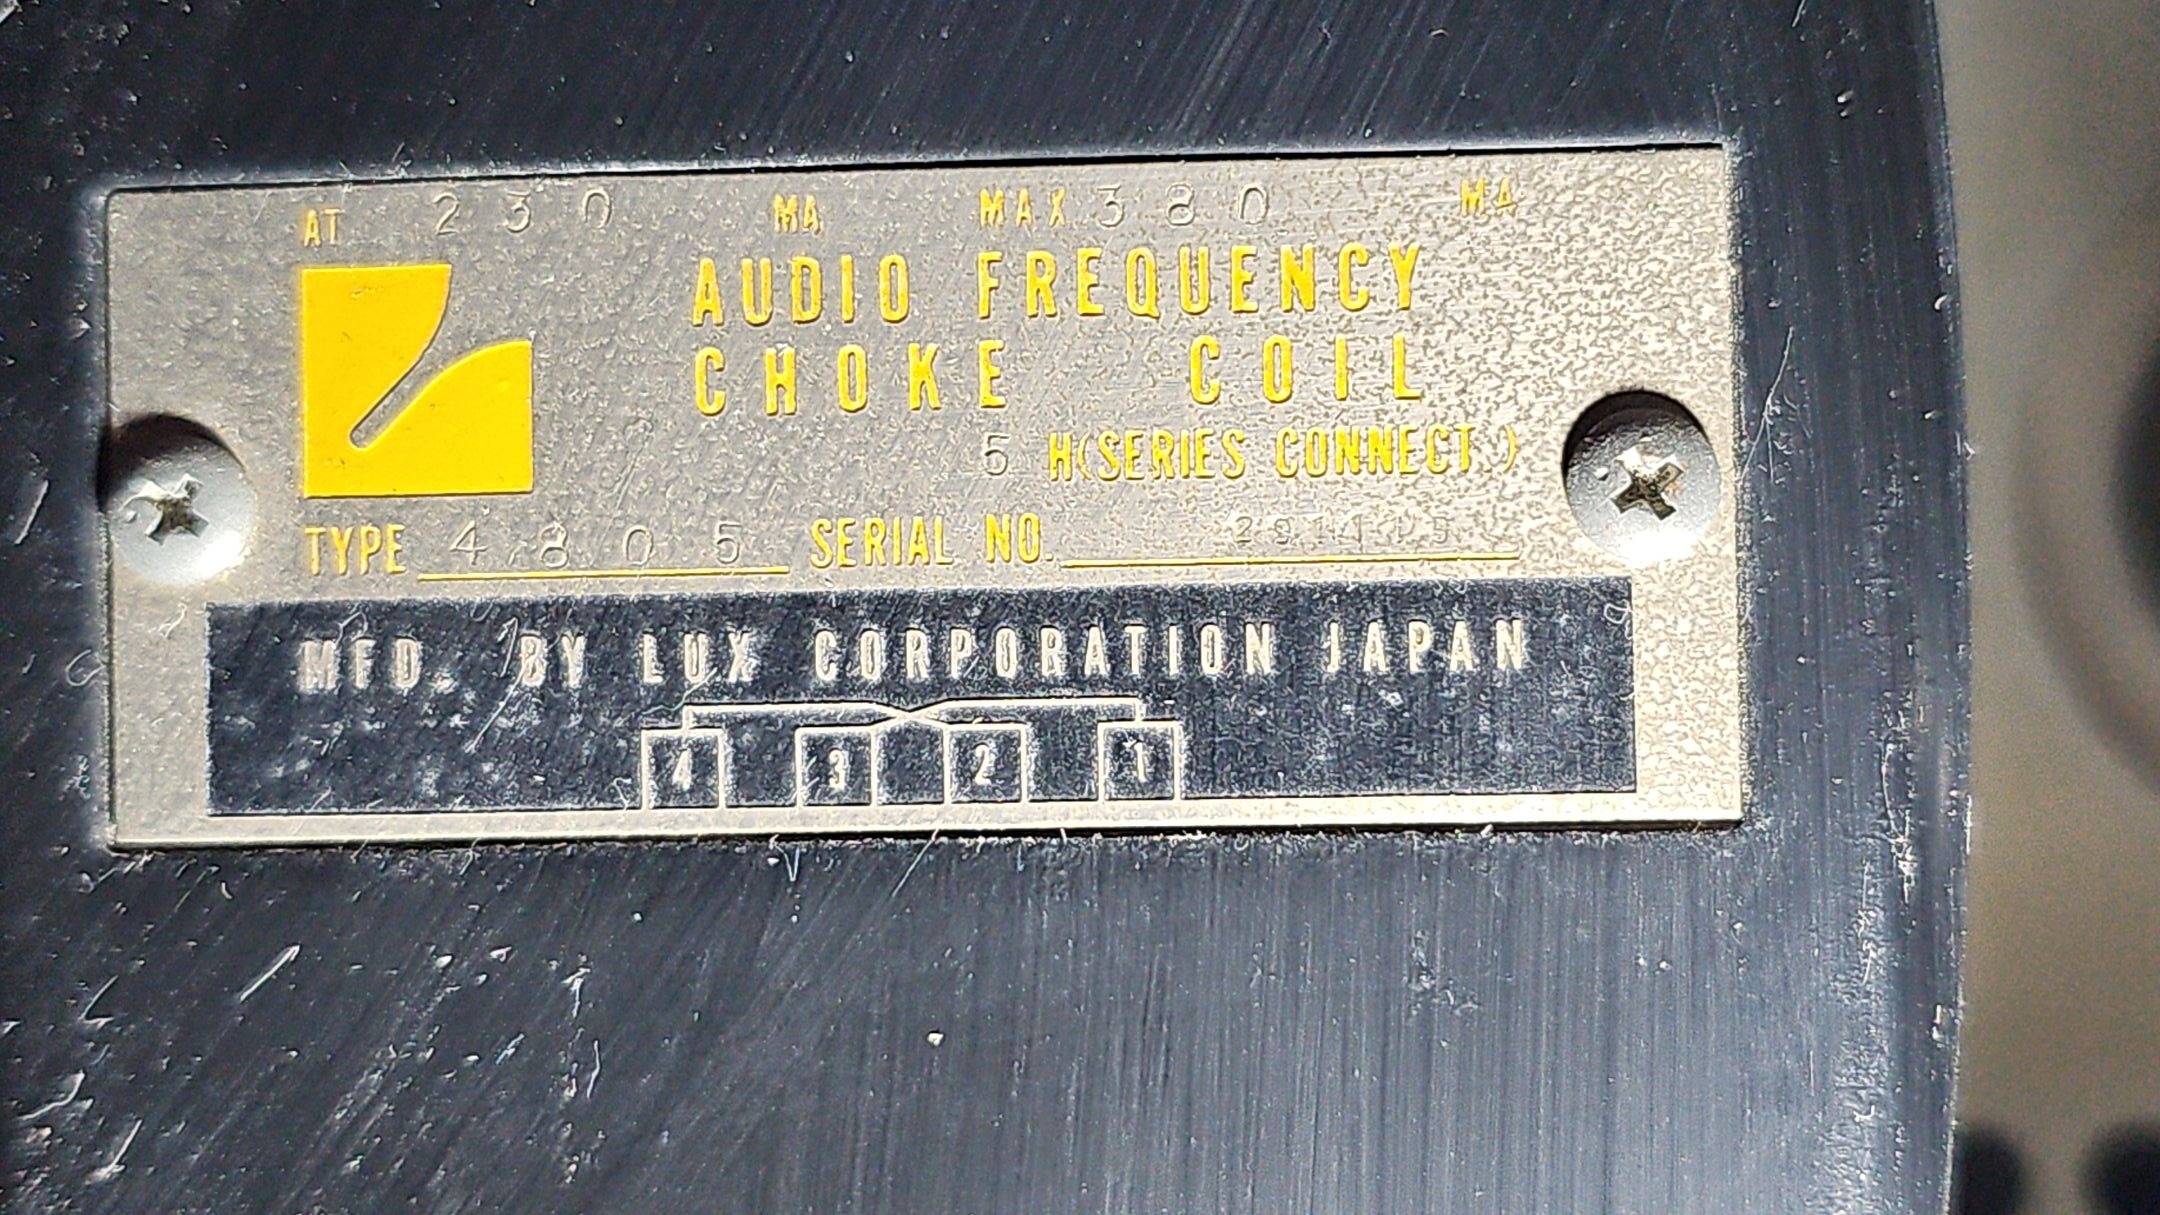 AT 230 MA MAX 380 MA
AUDIO FREQUENCY
CHOKE COIL
5 H(SERIES CONNECT.)
TYPE 4805 SERIAL NO.
MFD. BY LUX CORPORATION JAPAN
4 3 2 1